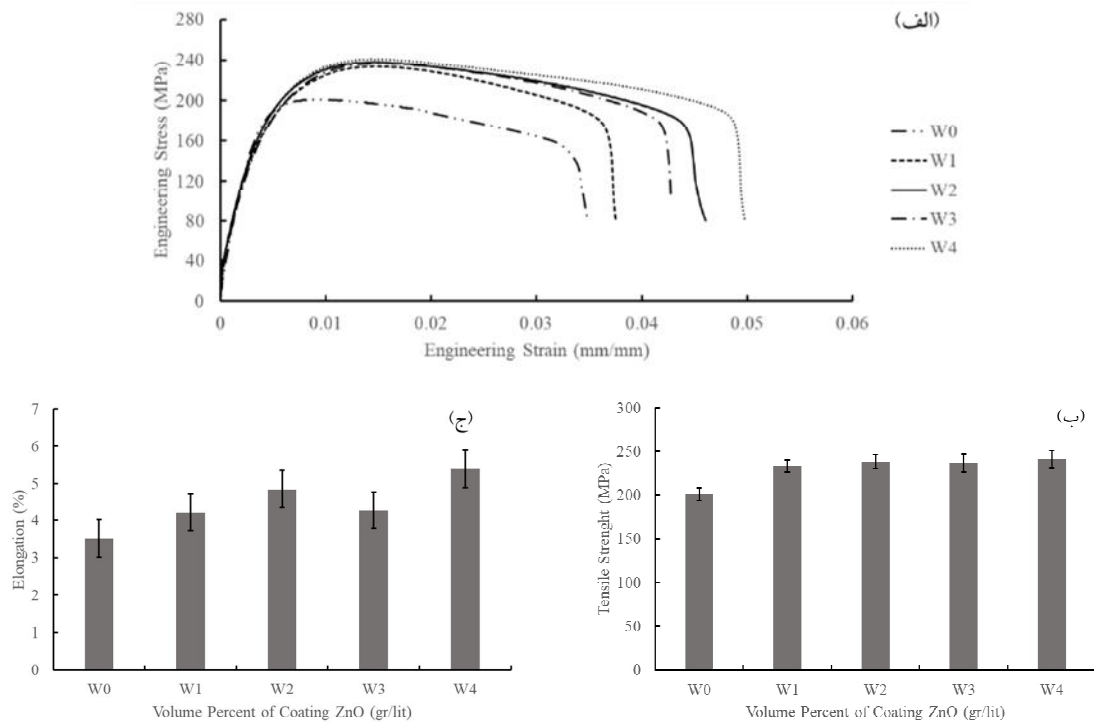 (الف)
280
240
200
160
120
80
40
0
Engineering Stress (MPa)
0 0.01 0.02 0.03 0.04 0.05 0.06
Engineering Strain (mm/mm)
W0
W1
W2
W3
W4
(ج)
7
6
5
4
3
2
1
0
Elongation (%)
W0 W1 W2 W3 W4
Volume Percent of Coating ZnO (gr/lit)
(ب)
300
250
200
150
100
50
0
Tensile Strenght (MPa)
W0 W1 W2 W3 W4
Volume Percent of Coating ZnO (gr/lit)